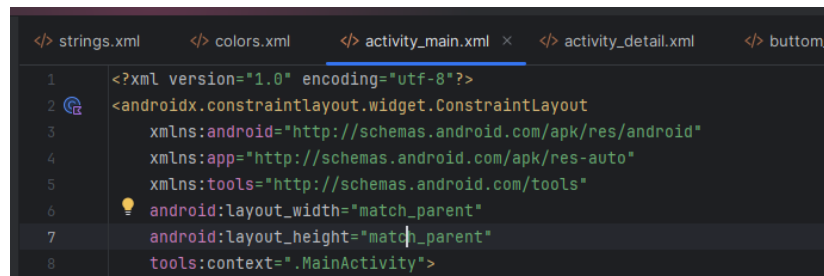 strings.xml colors.xml activity_main.xml activity_detail.xml buttom_
1 <?xml version="1.0" encoding="utf-8"?>
2 <androidx.constraintlayout.widget.ConstraintLayout
3 xmlns:android="http://schemas.android.com/apk/res/android"
4 xmlns:app="http://schemas.android.com/apk/res-auto"
5 xmlns:tools="http://schemas.android.com/tools"
6 android:layout_width="match_parent"
7 android:layout_height="match_parent"
8 tools:context=".MainActivity">